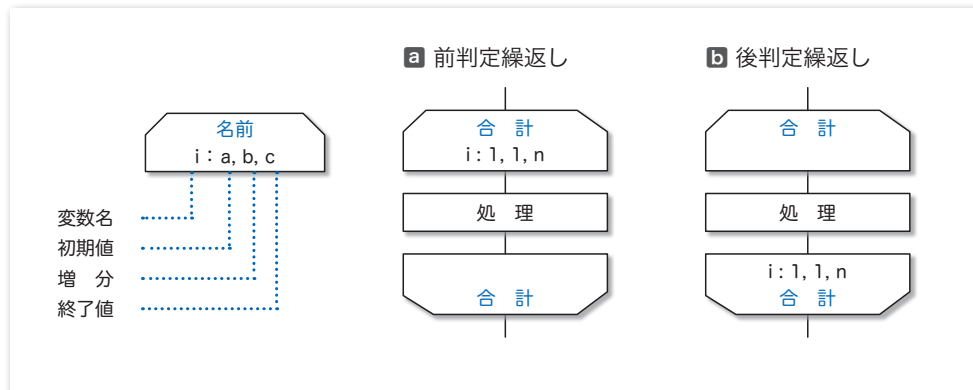 名前
i：a, b, c
変数名
初期値
増　分
終了値
a 前判定繰返し
合　計
i : 1, 1, n
処　理
合　計
b 後判定繰返し
合　計
処　理
i : 1, 1, n
合　計